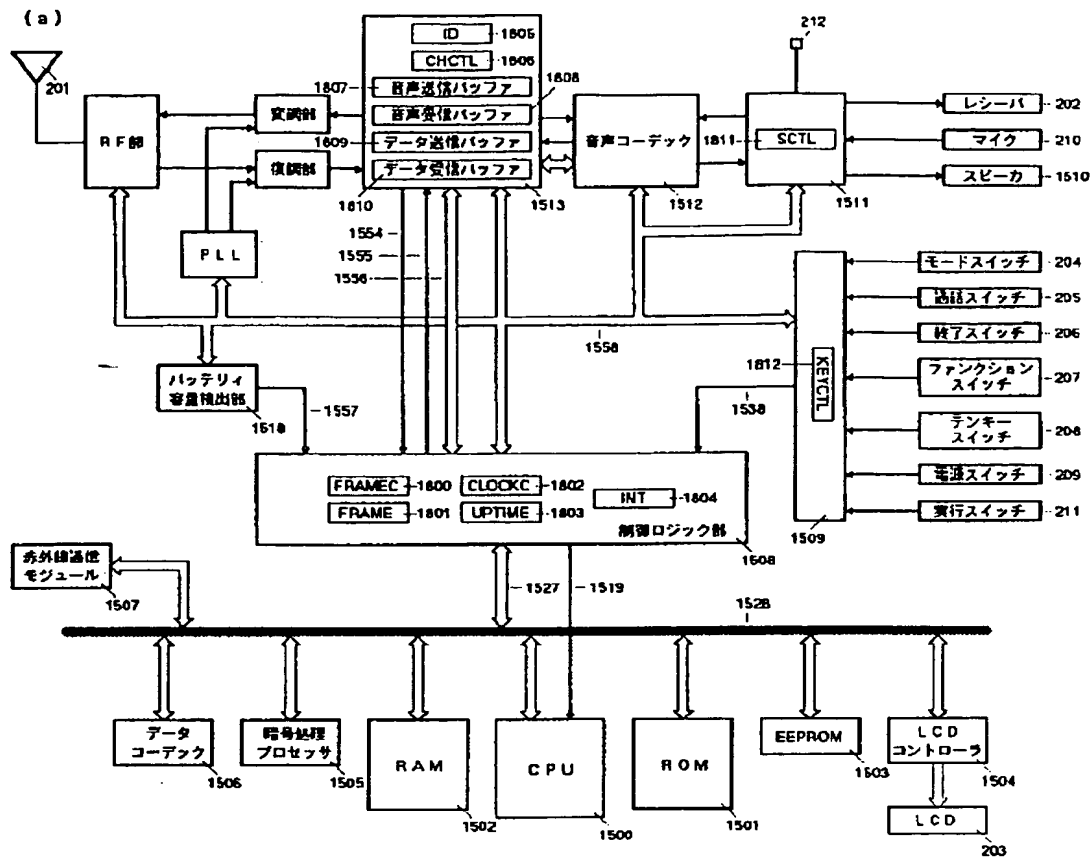 (a)
201
RF部
変調部
復調部
PLL
ID
1805
CHCTL
1806
1807
音声送信バッファ
1808
音声受信バッファ
1809
データ送信バッファ
1810
データ受信バッファ
1513
1554
1555
1556
音声コーデック
1512
212
1811
SCTL
1511
レシーバ
202
マイク
210
スピーカ
1510
モードスイッチ
204
通話スイッチ
205
終了スイッチ
206
ファンクション
スイッチ
207
テンキー
スイッチ
208
電源スイッチ
209
実行スイッチ
211
1812
KEYCTL
1509
1538
1558
バッテリィ
容量検出部
1518
1557
FRAMEC
1800
FRAME
1801
CLOCKC
1802
UPTIME
1803
INT
1804
制御ロジック部
1508
赤外線通信
モジュール
1507
1527
1519
1528
データ
コーデック
1506
暗号処理
プロセッサ
1505
RAM
1502
CPU
1500
ROM
1501
EEPROM
1503
LCD
コントローラ
1504
LCD
203